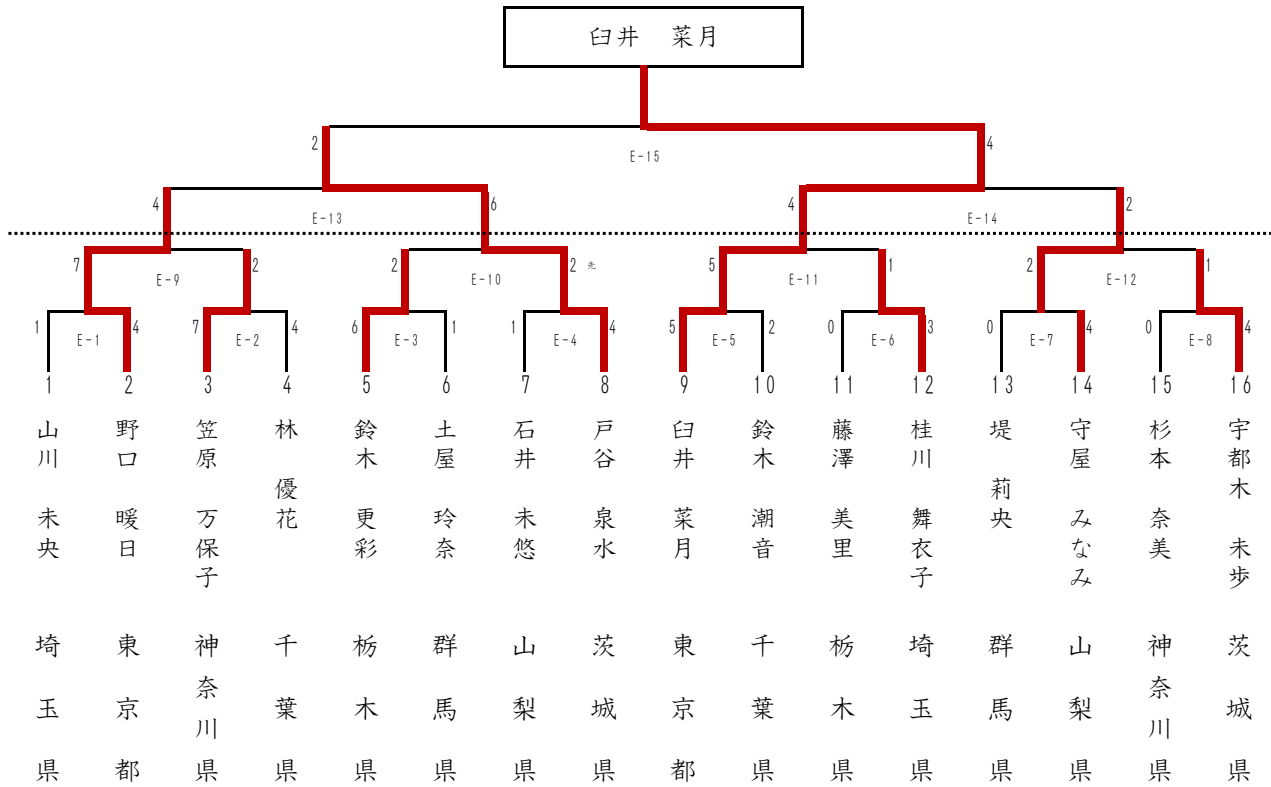 臼井 菜月
2 4
E-15
4 6 4 2
E-13 E-14
7 2 2 2 先 5 1 2 1
E-9 E-10 E-11 E-12
1 4 7 4 6 1 1 4 5 2 0 3 0 4 0 4
E-1 E-2 E-3 E-4 E-5 E-6 E-7 E-8
1 2 3 4 5 6 7 8 9 10 11 12 13 14 15 16
山川 未央
埼玉県
野口 暖日
東京都
笠原 万保子
神奈川県
林 優花
千葉県
鈴木 更彩
栃木県
土屋 玲奈
群馬県
石井 未悠
山梨県
戸谷 泉水
茨城県
臼井 菜月
東京都
鈴木 潮音
千葉県
藤澤 美里
栃木県
桂川 舞衣子
埼玉県
堤 莉央
群馬県
守屋 みなみ
山梨県
杉本 奈美
神奈川県
宇都木 未歩
茨城県